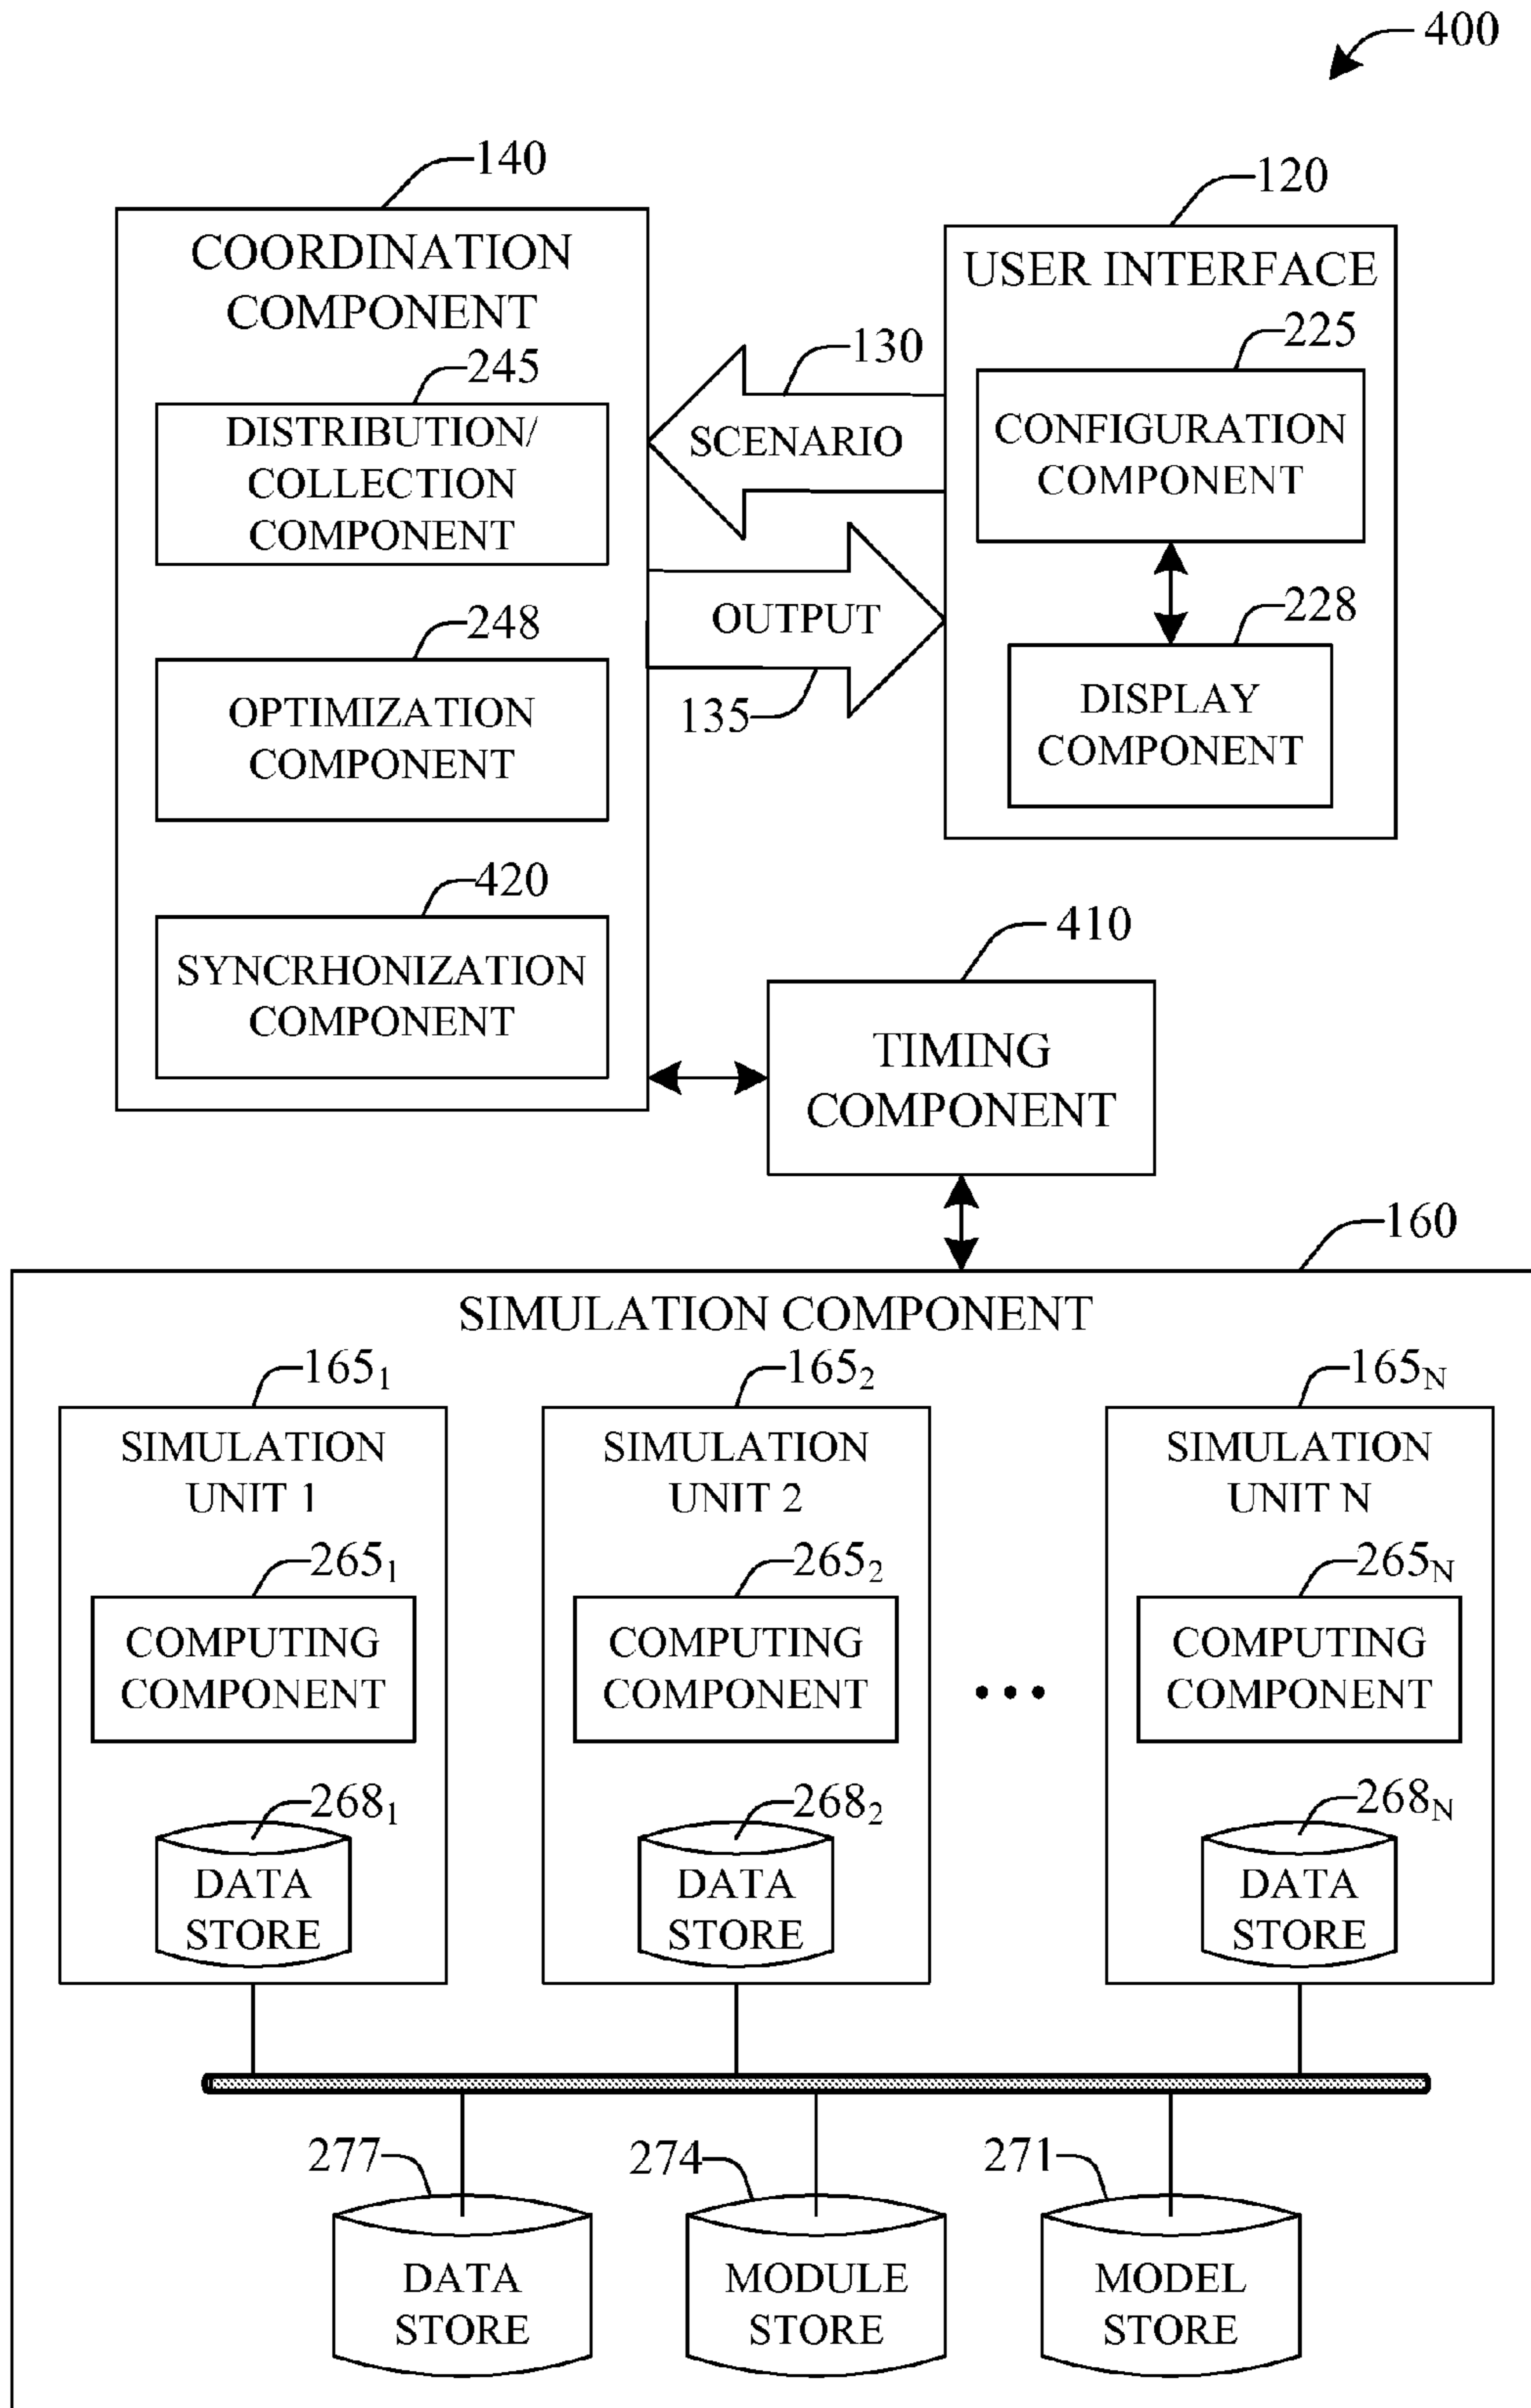 400
140
COORDINATION
COMPONENT
245
DISTRIBUTION/
COLLECTION
COMPONENT
248
OPTIMIZATION
COMPONENT
420
SYNCRHONIZATION
COMPONENT
130
SCENARIO
OUTPUT
135
120
USER INTERFACE
225
CONFIGURATION
COMPONENT
228
DISPLAY
COMPONENT
410
TIMING
COMPONENT
160
SIMULATION COMPONENT
165₁
SIMULATION
UNIT 1
265₁
COMPUTING
COMPONENT
268₁
DATA
STORE
165₂
SIMULATION
UNIT 2
265₂
COMPUTING
COMPONENT
268₂
DATA
STORE
• • •
165N
SIMULATION
UNIT N
265N
COMPUTING
COMPONENT
268N
DATA
STORE
277
DATA
STORE
274
MODULE
STORE
271
MODEL
STORE